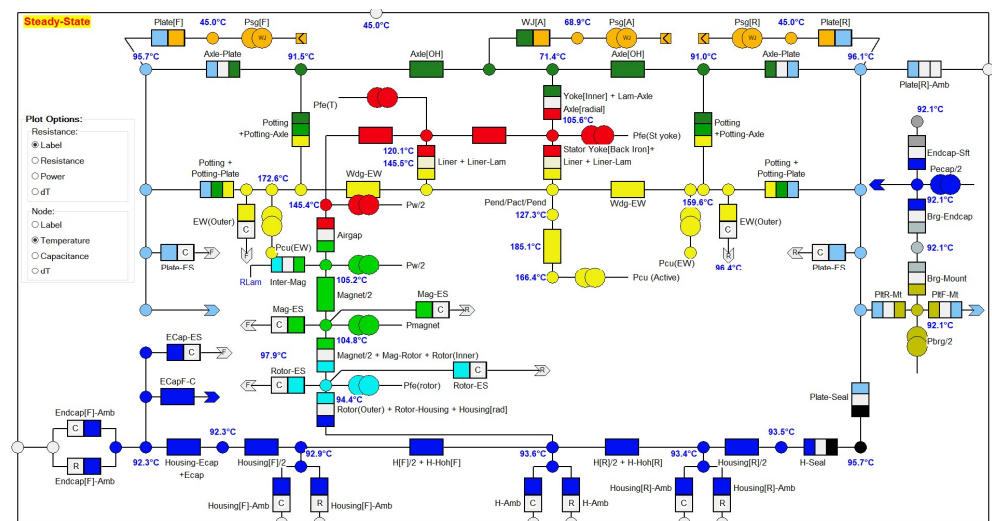 Steady-State
Plate[F]
45.0°C
Psg[F]
WJ
45.0°C
WJ[A]
68.9°C
Psg[A]
WJ
Psg[R]
WJ
45.0°C
Plate[R]
95.7°C
Axle-Plate
91.5°C
Axle[OH]
71.4°C
Axle[OH]
91.0°C
Axle-Plate
96.1°C
Plate[R]-Amb
Pfe(T)
Yoke[Inner] + Lam-Axle
Axle[radial]
105.6°C
92.1°C
Plot Options:
Resistance:
Label
Resistance
Power
dT
Node:
Label
Temperature
Capacitance
dT
Potting
+Potting-Axle
Pfe(St yoke)
Potting
+Potting-Axle
120.1°C
145.5°C
Liner + Liner-Lam
Stator Yoke[Back Iron]+
Liner + Liner-Lam
Endcap-Sft
Pecap/2
Potting +
Potting-Plate
172.6°C
Wdg-EW
Wdg-EW
159.6°C
Potting +
Potting-Plate
92.1°C
Brg-Endcap
EW(Outer)
C
F
145.4°C
Pw/2
Pend/Pact/Pend
127.3°C
EW(Outer)
C
R
Airgap
185.1°C
92.1°C
Plate-ES
C
F
Pcu(EW)
RLam
Inter-Mag
Pw/2
105.2°C
166.4°C
Pcu (Active)
Pcu(EW)
96.4°C
R
C
Plate-ES
Brg-Mount
Magnet/2
Mag-ES
C
R
PltR-Mt
PltF-Mt
Mag-ES
F
C
Pmagnet
92.1°C
Pbrg/2
ECap-ES
C
F
104.8°C
97.9°C
Magnet/2 + Mag-Rotor + Rotor(Inner)
Rotor-ES
F
C
Pfe(rotor)
C
Rotor-ES
R
ECapF-C
94.4°C
Rotor(Outer) + Rotor-Housing + Housing[rad]
Plate-Seal
Endcap[F]-Amb
C
R
Endcap[F]-Amb
92.3°C
92.3°C
Housing-Ecap
+Ecap
Housing[F]/2
92.9°C
H[F]/2 + H-Hoh[F]
93.6°C
H[R]/2 + H-Hoh[R]
93.4°C
Housing[R]/2
93.5°C
H-Seal
95.7°C
Housing[F]-Amb
C
R
Housing[F]-Amb
H-Amb
C
R
H-Amb
Housing[R]-Amb
C
R
Housing[R]-Amb